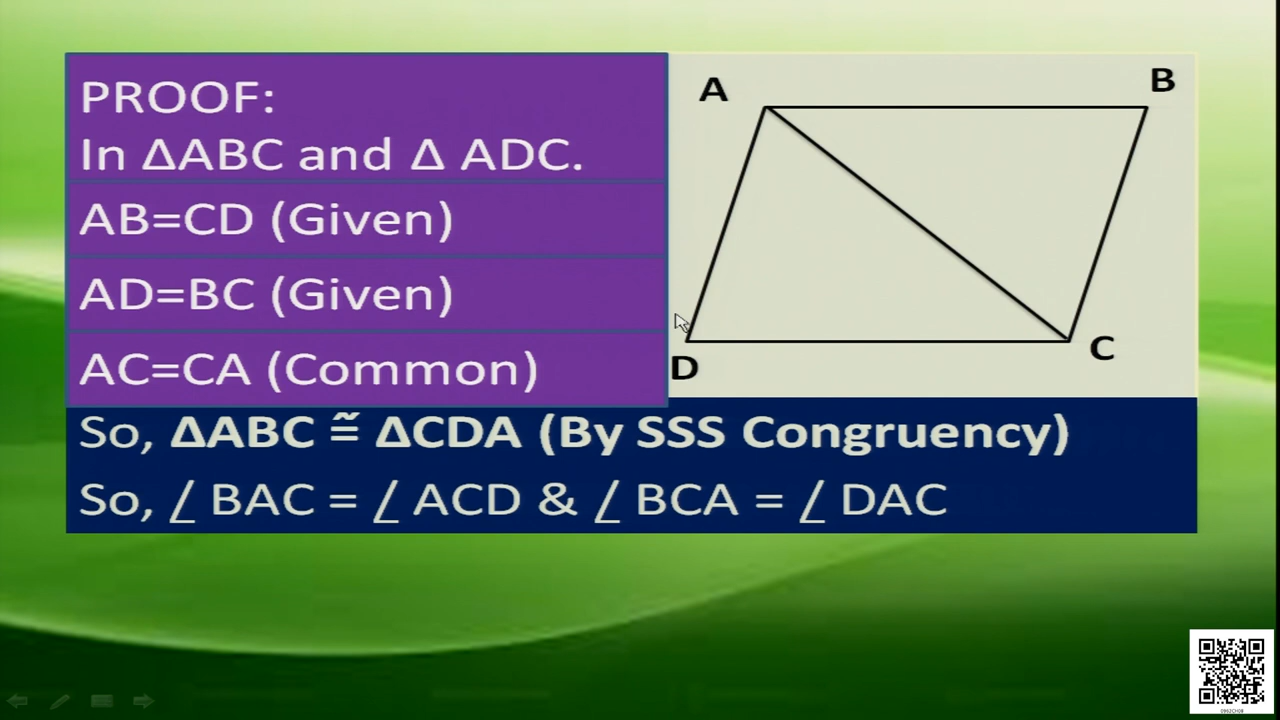 PROOF:
In ΔABC and Δ ADC.
AB=CD (Given)
AD=BC (Given)
AC=CA (Common)
So, ΔABC ≅ ΔCDA (By SSS Congruency)
So, ∠ BAC = ∠ ACD & ∠ BCA = ∠ DAC
A
B
D
C
0962CH08